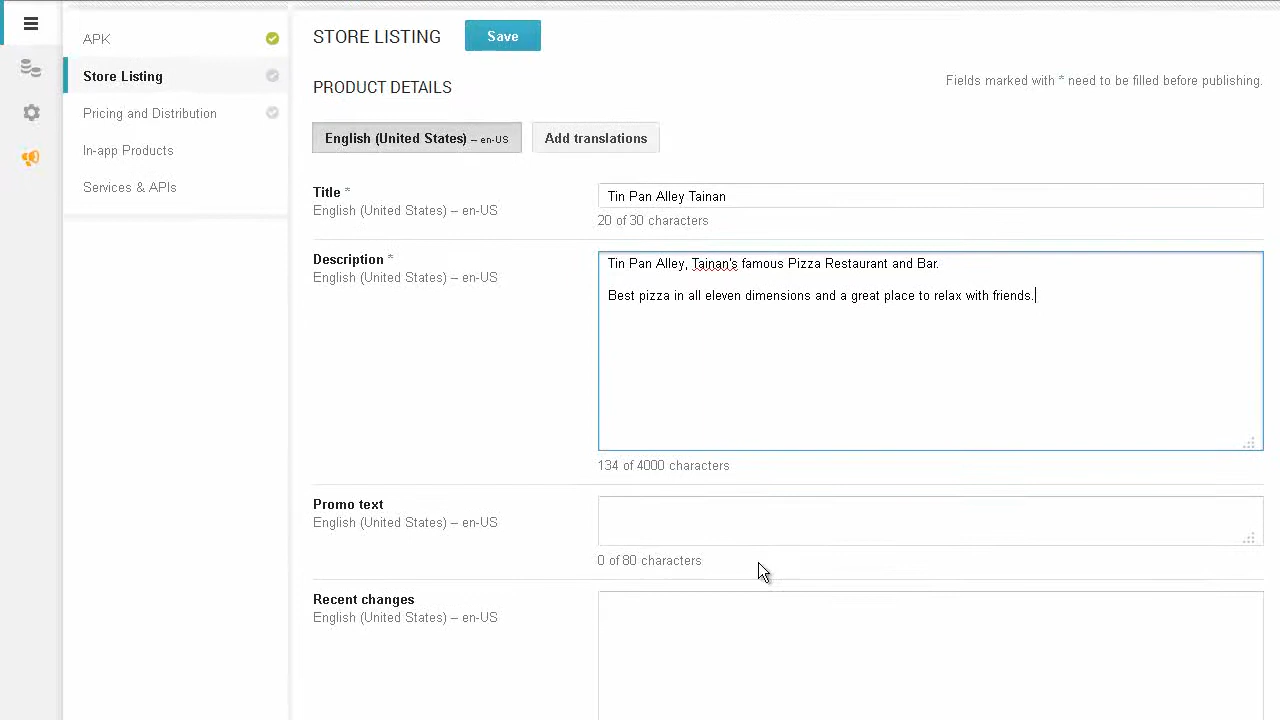 APK
Store Listing
Pricing and Distribution
In-app Products
Services & APIs
STORE LISTING
Save
PRODUCT DETAILS
Fields marked with * need to be filled before publishing.
English (United States) – en-US
Add translations
Title *
English (United States) – en-US
Tin Pan Alley Tainan
20 of 30 characters
Description *
English (United States) – en-US
Tin Pan Alley, Tainan's famous Pizza Restaurant and Bar.
Best pizza in all eleven dimensions and a great place to relax with friends.
134 of 4000 characters
Promo text
English (United States) – en-US
0 of 80 characters
Recent changes
English (United States) – en-US